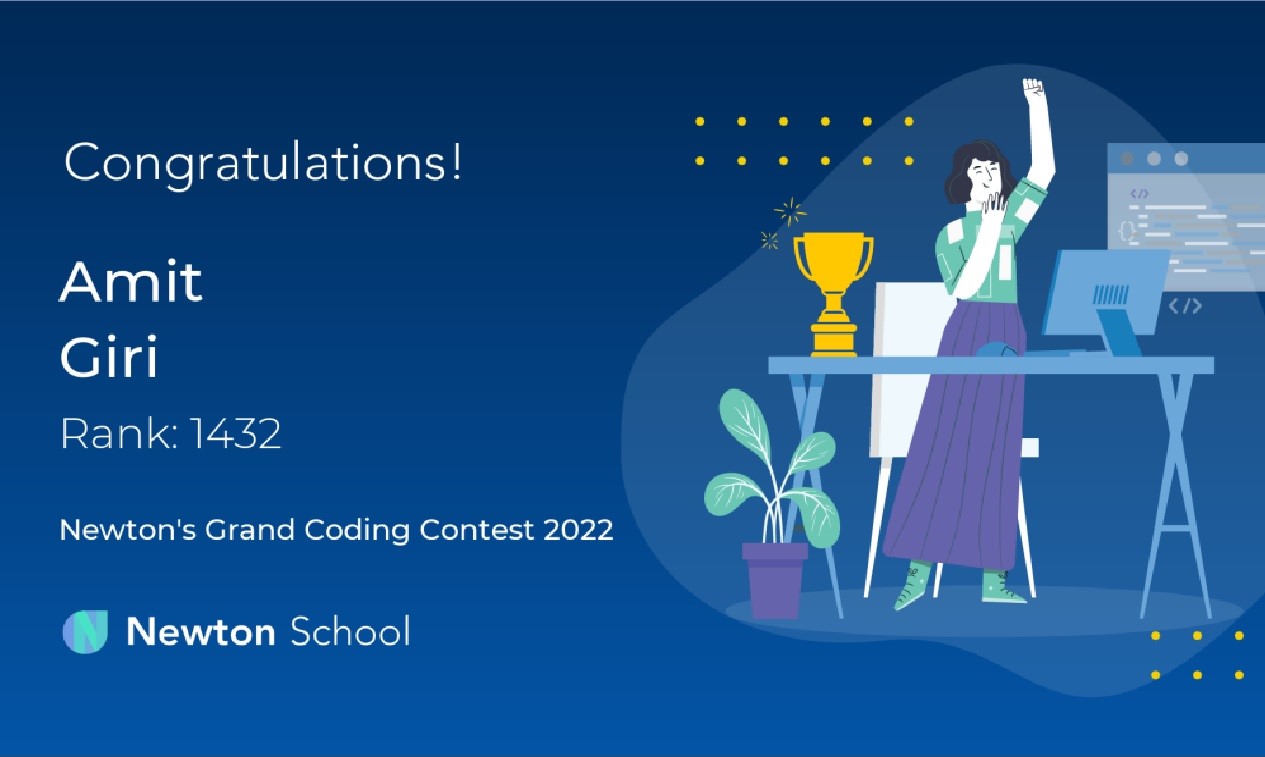 Congratulations!
Amit
Giri
Rank: 1432
Newton's Grand Coding Contest 2022
Newton School
</>
{}
</>